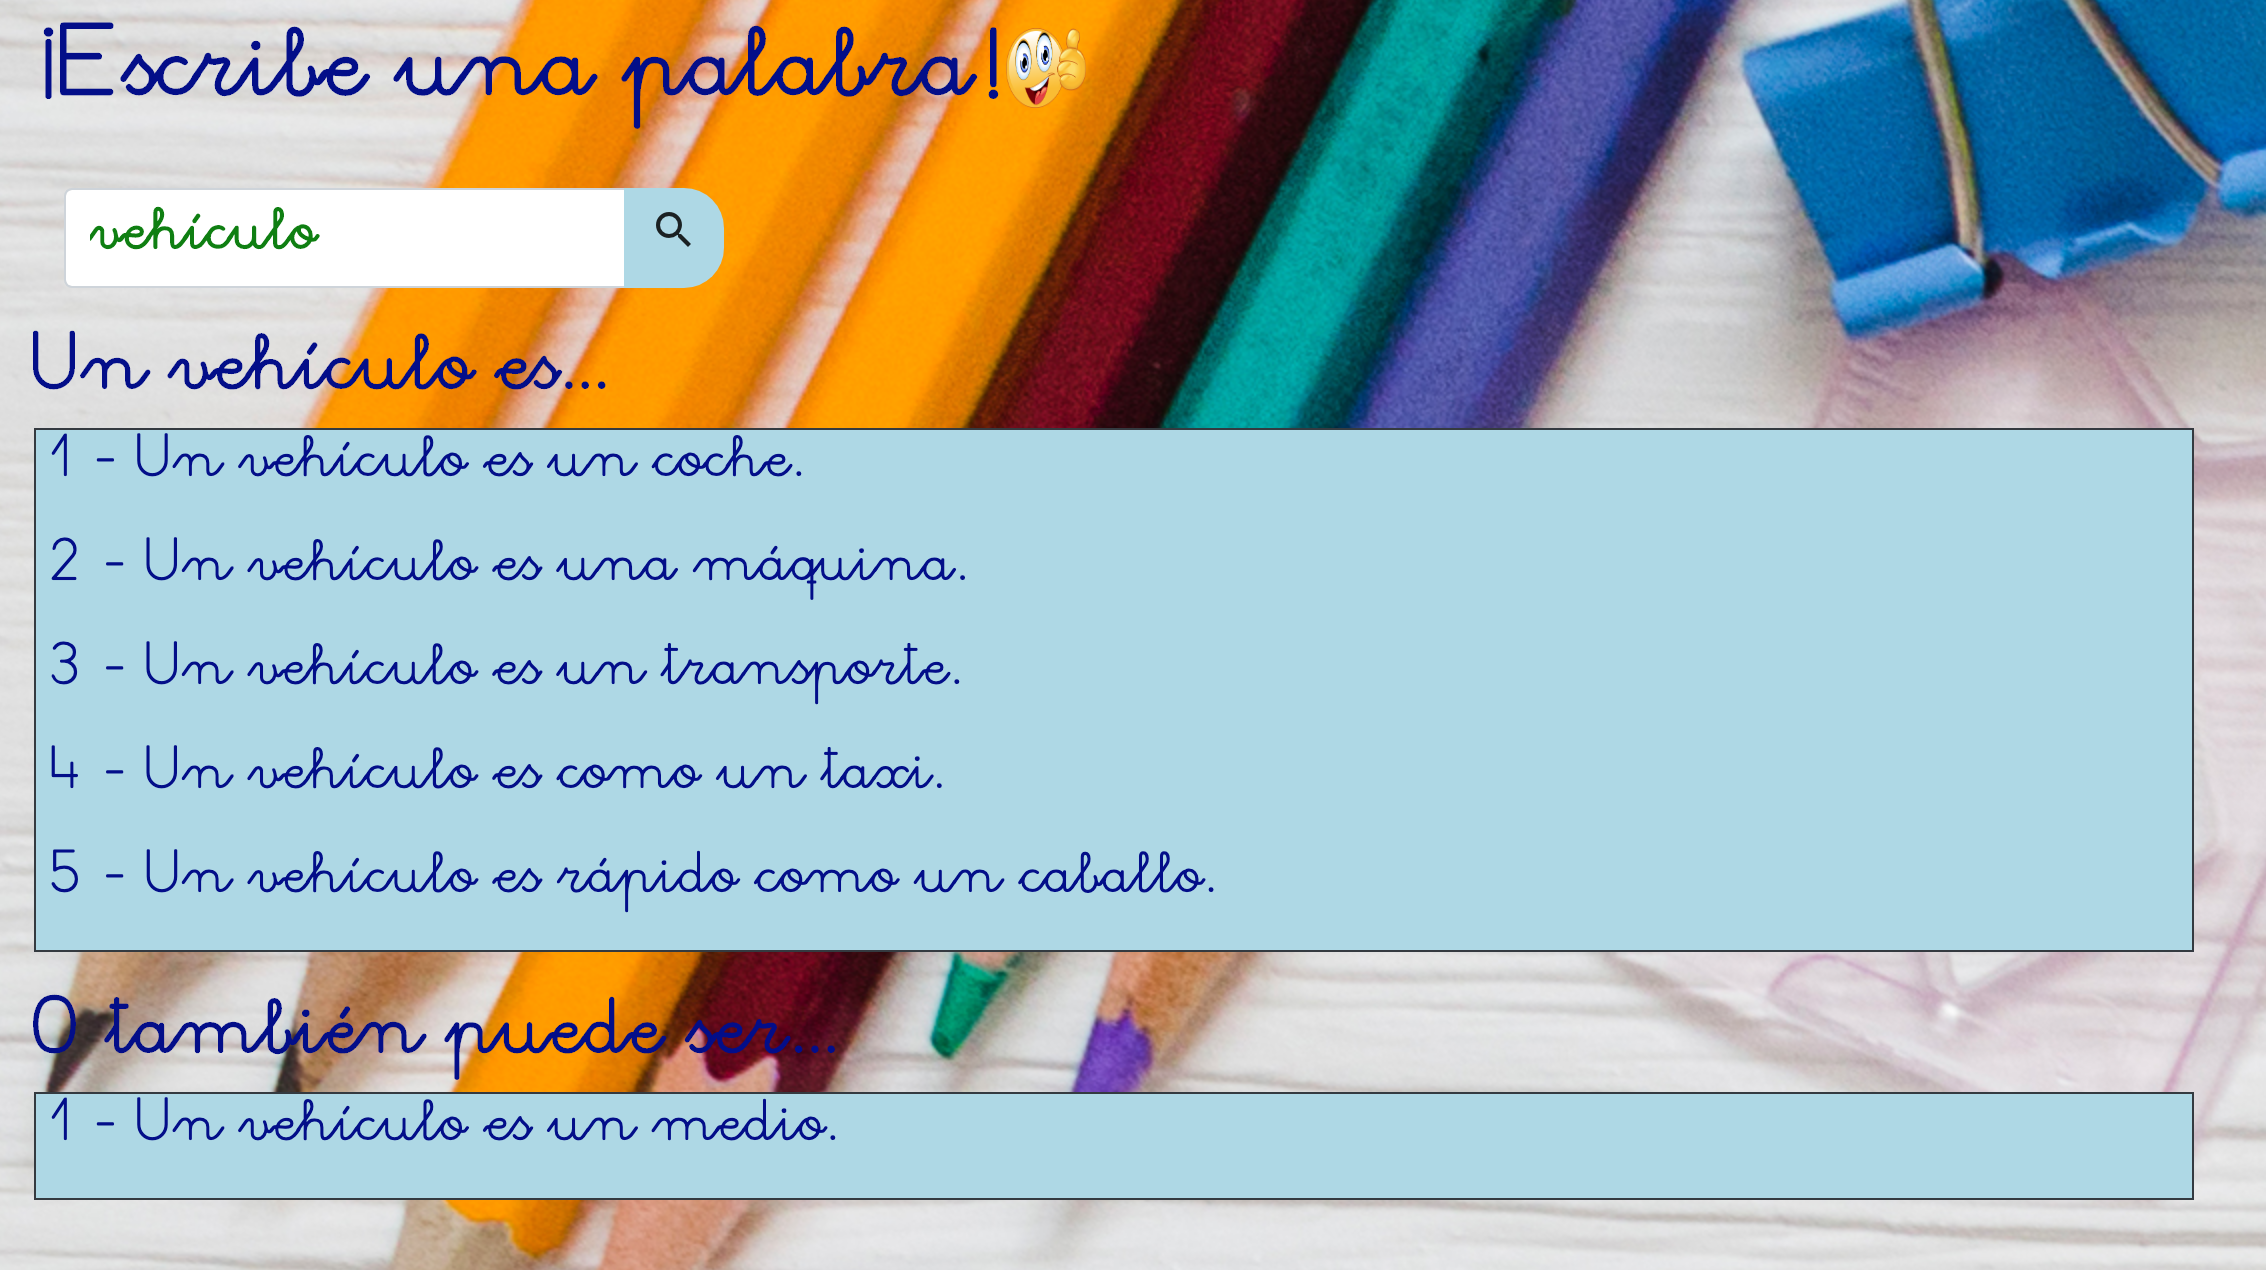 ¡Escribe una palabra!
vehículo
Un vehículo es...
1 - Un vehículo es un coche.
2 - Un vehículo es una máquina.
3 - Un vehículo es un transporte.
4 - Un vehículo es como un taxi.
5 - Un vehículo es rápido como un caballo.
O también puede ser...
1 - Un vehículo es un medio.